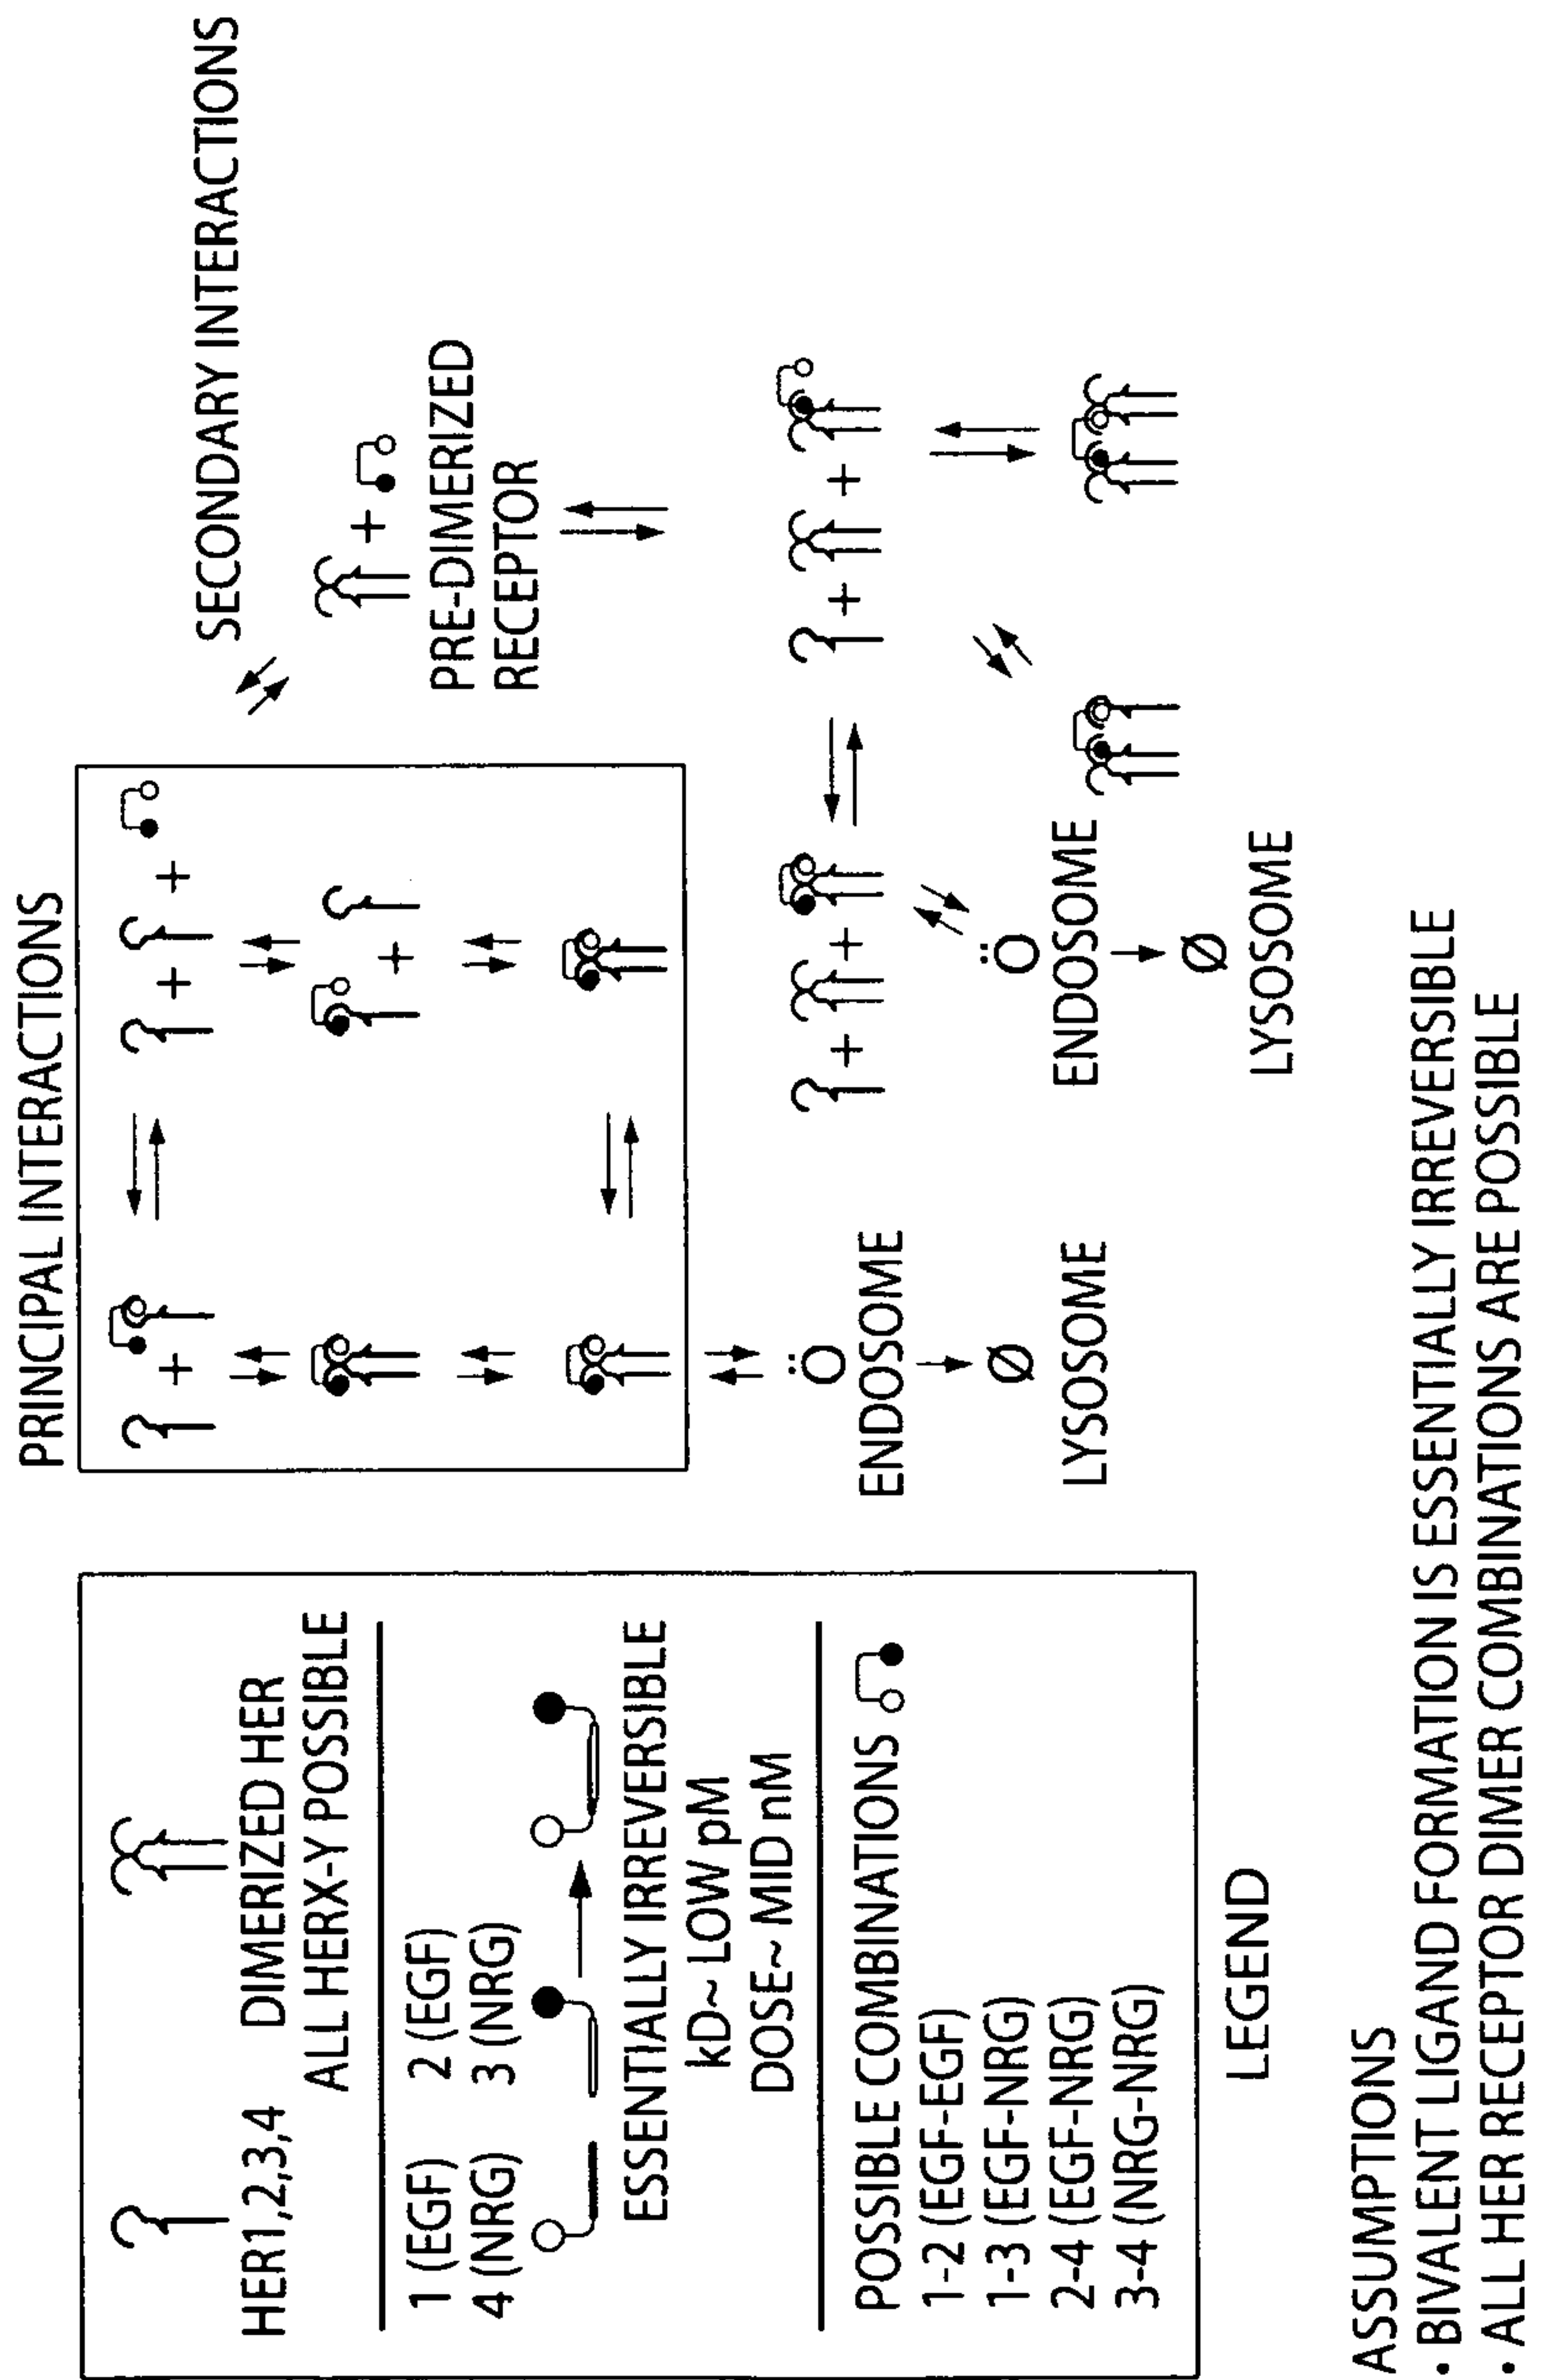 HER1,2,3,4 DIMERIZED HER
ALL HERX-Y POSSIBLE
1 (EGF) 2 (EGF)
4 (NRG) 3 (NRG)
ESSENTIALLY IRREVERSIBLE
kD~ LOW pM
DOSE~ MID nM
POSSIBLE COMBINATIONS
1-2 (EGF-EGF)
1-3 (EGF-NRG)
2-4 (EGF-NRG)
3-4 (NRG-NRG)
LEGEND
PRINCIPAL INTERACTIONS
+
+ +
+
Ö
ENDOSOME
Ø
LYSOSOME
SECONDARY INTERACTIONS
+
PRE-DIMERIZED
RECEPTOR
+ + + +
Ö
ENDOSOME
Ø
LYSOSOME
ASSUMPTIONS
• BIVALENT LIGAND FORMATION IS ESSENTIALLY IRREVERSIBLE
• ALL HER RECEPTOR DIMER COMBINATIONS ARE POSSIBLE